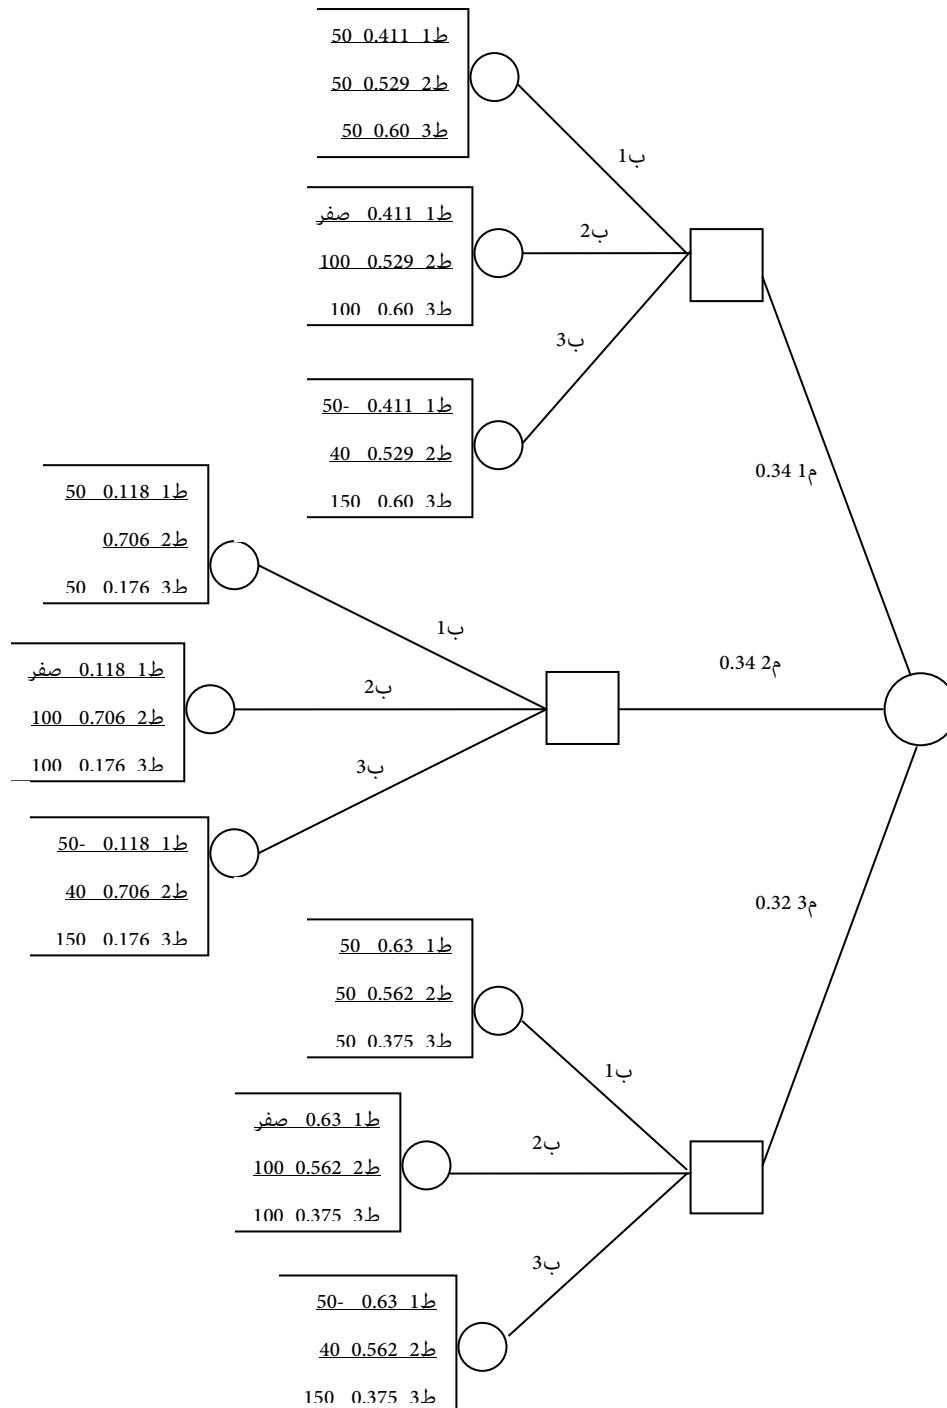 ط1 0.411 50
ط2 0.529 50
ط3 0.60 50
ب1
ط1 0.411 صفر
ط2 0.529 100
ط3 0.60 100
ب2
ب3
ط1 0.411 -50
ط2 0.529 40
ط3 0.60 150
م1 0.34
ط1 0.118 50
ط2 0.706
ط3 0.176 50
ب1
م2 0.34
ط1 0.118 صفر
ط2 0.706 100
ط3 0.176 100
ب2
ب3
ط1 0.118 -50
ط2 0.706 40
ط3 0.176 150
م3 0.32
ط1 0.63 50
ط2 0.562 50
ط3 0.375 50
ب1
ط1 0.63 صفر
ط2 0.562 100
ط3 0.375 100
ب2
ب3
ط1 0.63 -50
ط2 0.562 40
ط3 0.375 150